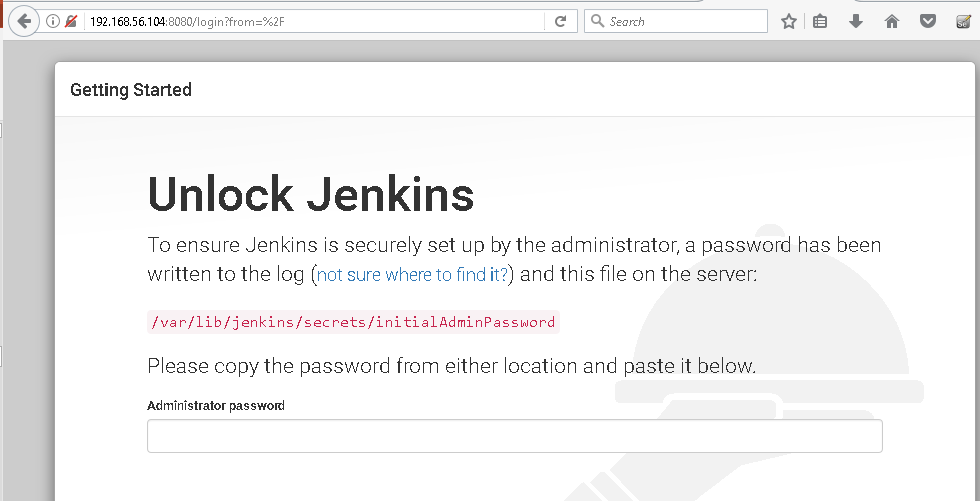 192.168.56.104:8080/login?from=%2F
Search
Getting Started
Unlock Jenkins
To ensure Jenkins is securely set up by the administrator, a password has been
written to the log (not sure where to find it?) and this file on the server:
/var/lib/jenkins/secrets/initialAdminPassword
Please copy the password from either location and paste it below.
Administrator password